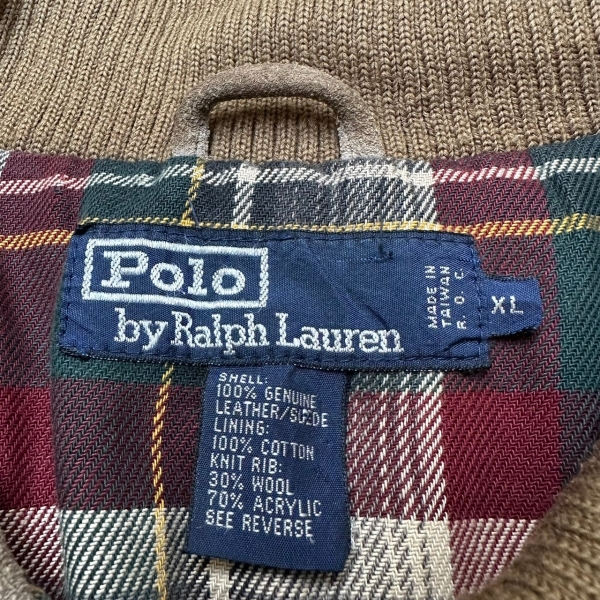 Polo
by Ralph Lauren
MADE IN
TAIWAN
R. O. C.
XL
SHELL:
100% GENUINE
LEATHER/SUEDE
LINING:
100% COTTON
KNIT RIB:
30% WOOL
70% ACRYLIC
SEE REVERSE